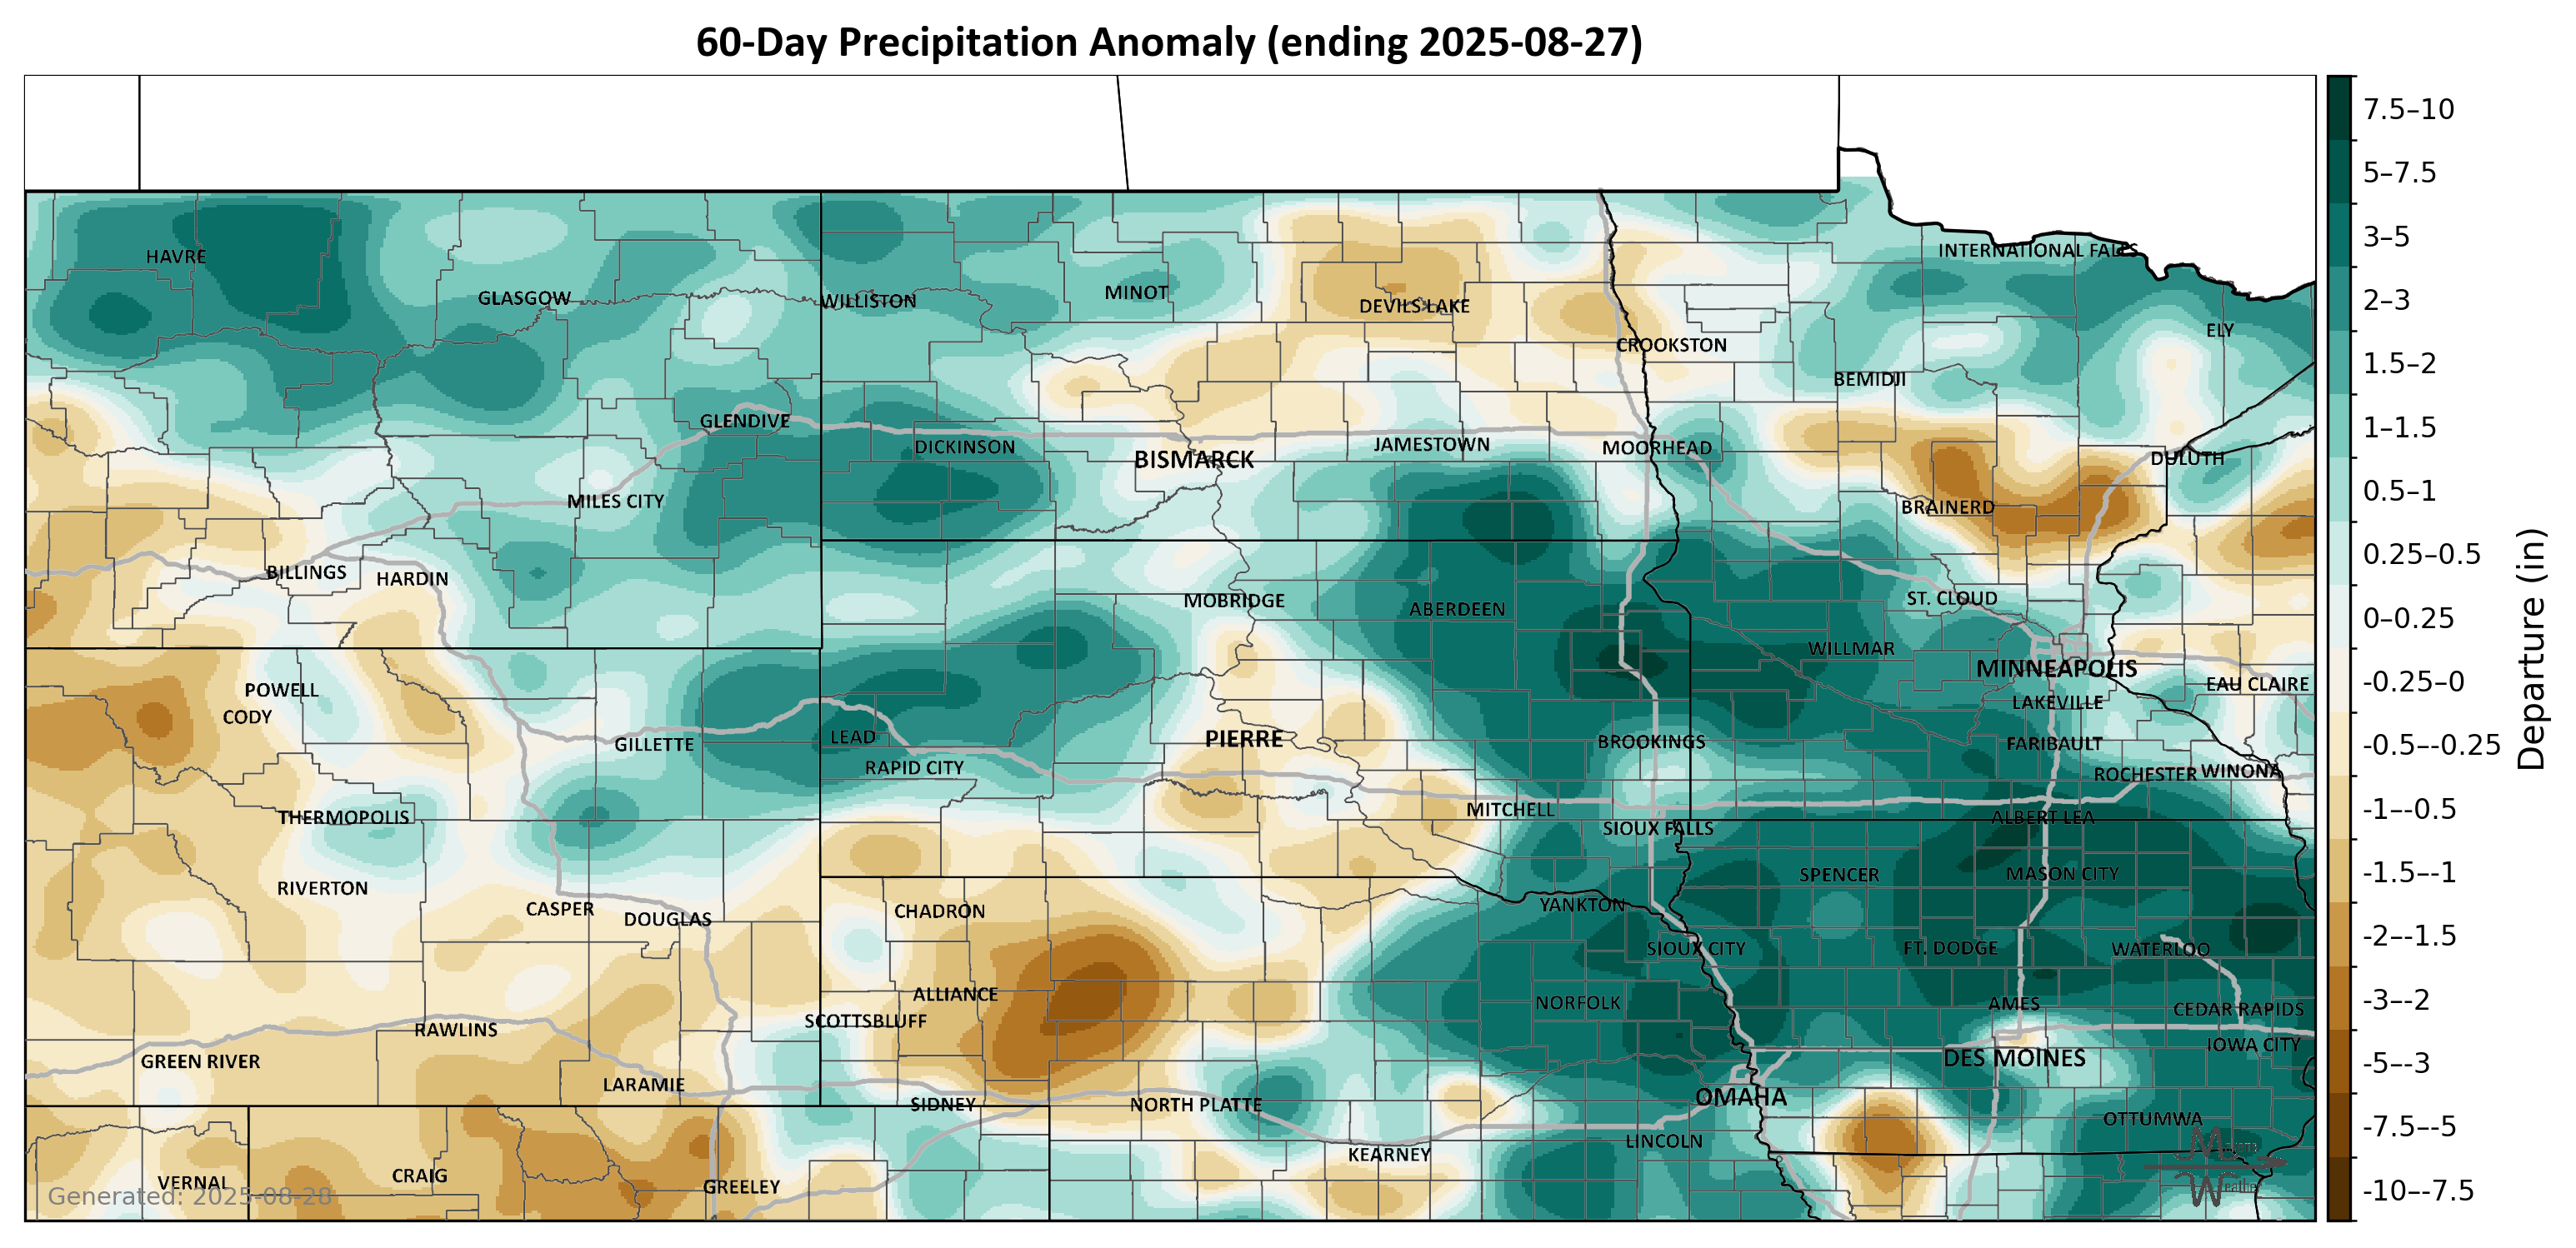 60-Day Precipitation Anomaly (ending 2025-08-27)
7.5–10
5–7.5
3–5
2–3
1.5–2
1–1.5
0.5–1
0.25–0.5
0–0.25
-0.25–0
-0.5–-0.25
-1–-0.5
-1.5–-1
-2–-1.5
-3–-2
-5–-3
-7.5–-5
-10–-7.5
Departure (in)
INTERNATIONAL FALLS
HAVRE
MINOT
GLASGOW
WILLISTON
DEVILS LAKE
ELY
CROOKSTON
BEMIDJI
GLENDIVE
DICKINSON
JAMESTOWN
MOORHEAD
BISMARCK
DULUTH
MILES CITY
BRAINERD
BILLINGS
HARDIN
MOBRIDGE
ABERDEEN
ST. CLOUD
WILLMAR
MINNEAPOLIS
POWELL
EAU CLAIRE
CODY
LAKEVILLE
GILLETTE
LEAD
PIERRE
BROOKINGS
FARIBAULT
RAPID CITY
ROCHESTER
WINONA
THERMOPOLIS
MITCHELL
ALBERT LEA
SIOUX FALLS
RIVERTON
SPENCER
MASON CITY
CASPER
DOUGLAS
CHADRON
YANKTON
SIOUX CITY
FT. DODGE
WATERLOO
ALLIANCE
NORFOLK
AMES
CEDAR RAPIDS
SCOTTSBLUFF
RAWLINS
IOWA CITY
GREEN RIVER
DES MOINES
LARAMIE
SIDNEY
NORTH PLATTE
OMAHA
OTTUMWA
LINCOLN
KEARNEY
VERNAL
CRAIG
GREELEY
Generated: 2025-08-28